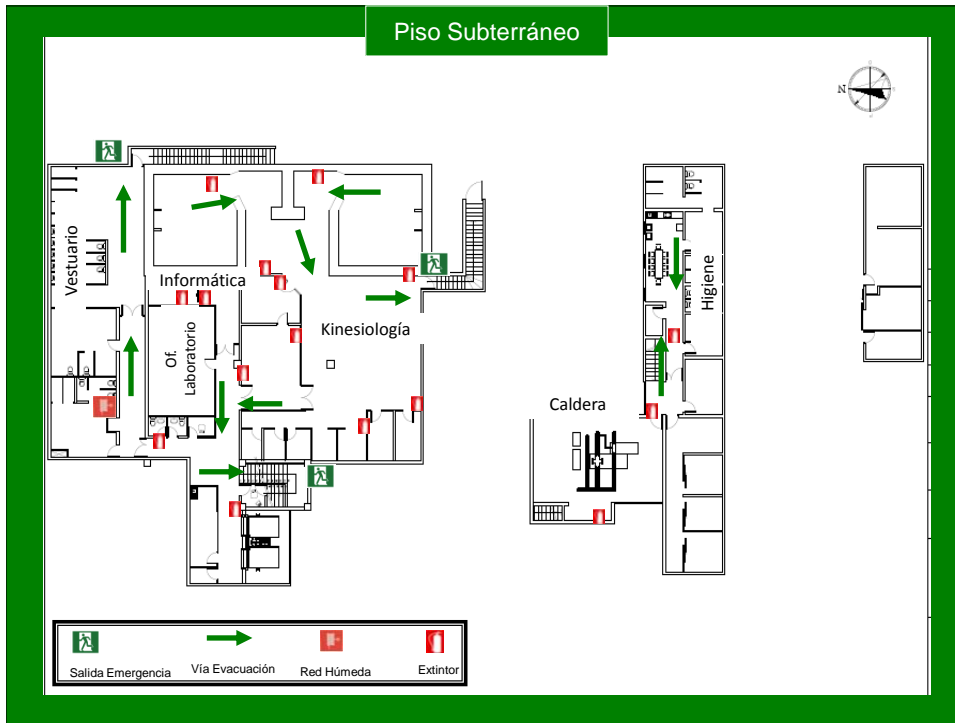 Piso Subterráneo
N
Vestuario
Informática
Of.
Laboratorio
Kinesiología
Higiene
Caldera
Salida Emergencia
Vía Evacuación
Red Húmeda
Extintor